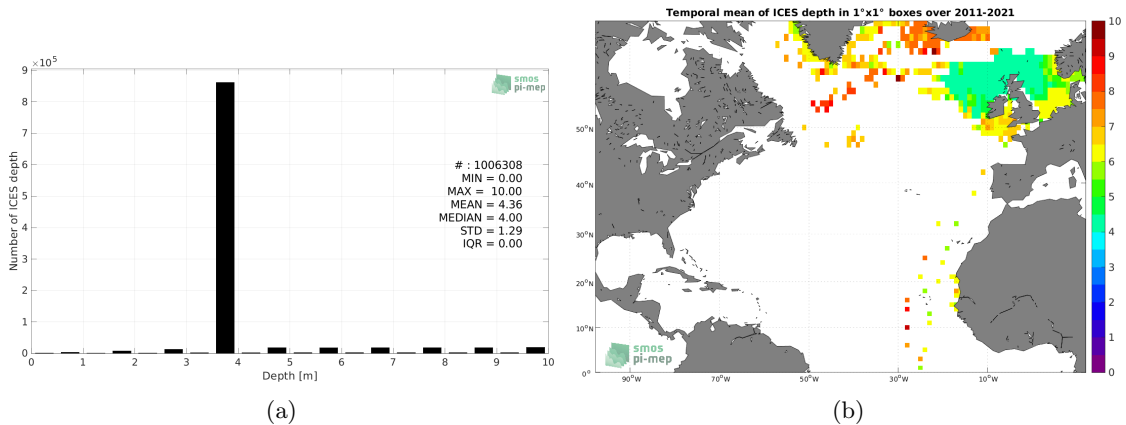 ×10⁵
9
8
7
6
5
4
3
2
1
0
Number of ICES depth
smos
pi-mep
# : 1006308
MIN = 0.00
MAX = 10.00
MEAN = 4.36
MEDIAN = 4.00
STD = 1.29
IQR = 0.00
0 1 2 3 4 5 6 7 8 9 10
Depth [m]
(a)
Temporal mean of ICES depth in 1°x1° boxes over 2011-2021
50°N
40°N
30°N
20°N
10°N
0°
90°W 70°W 50°W 30°W 10°W
smos
pi-mep
10
9
8
7
6
5
4
3
2
1
0
(b)